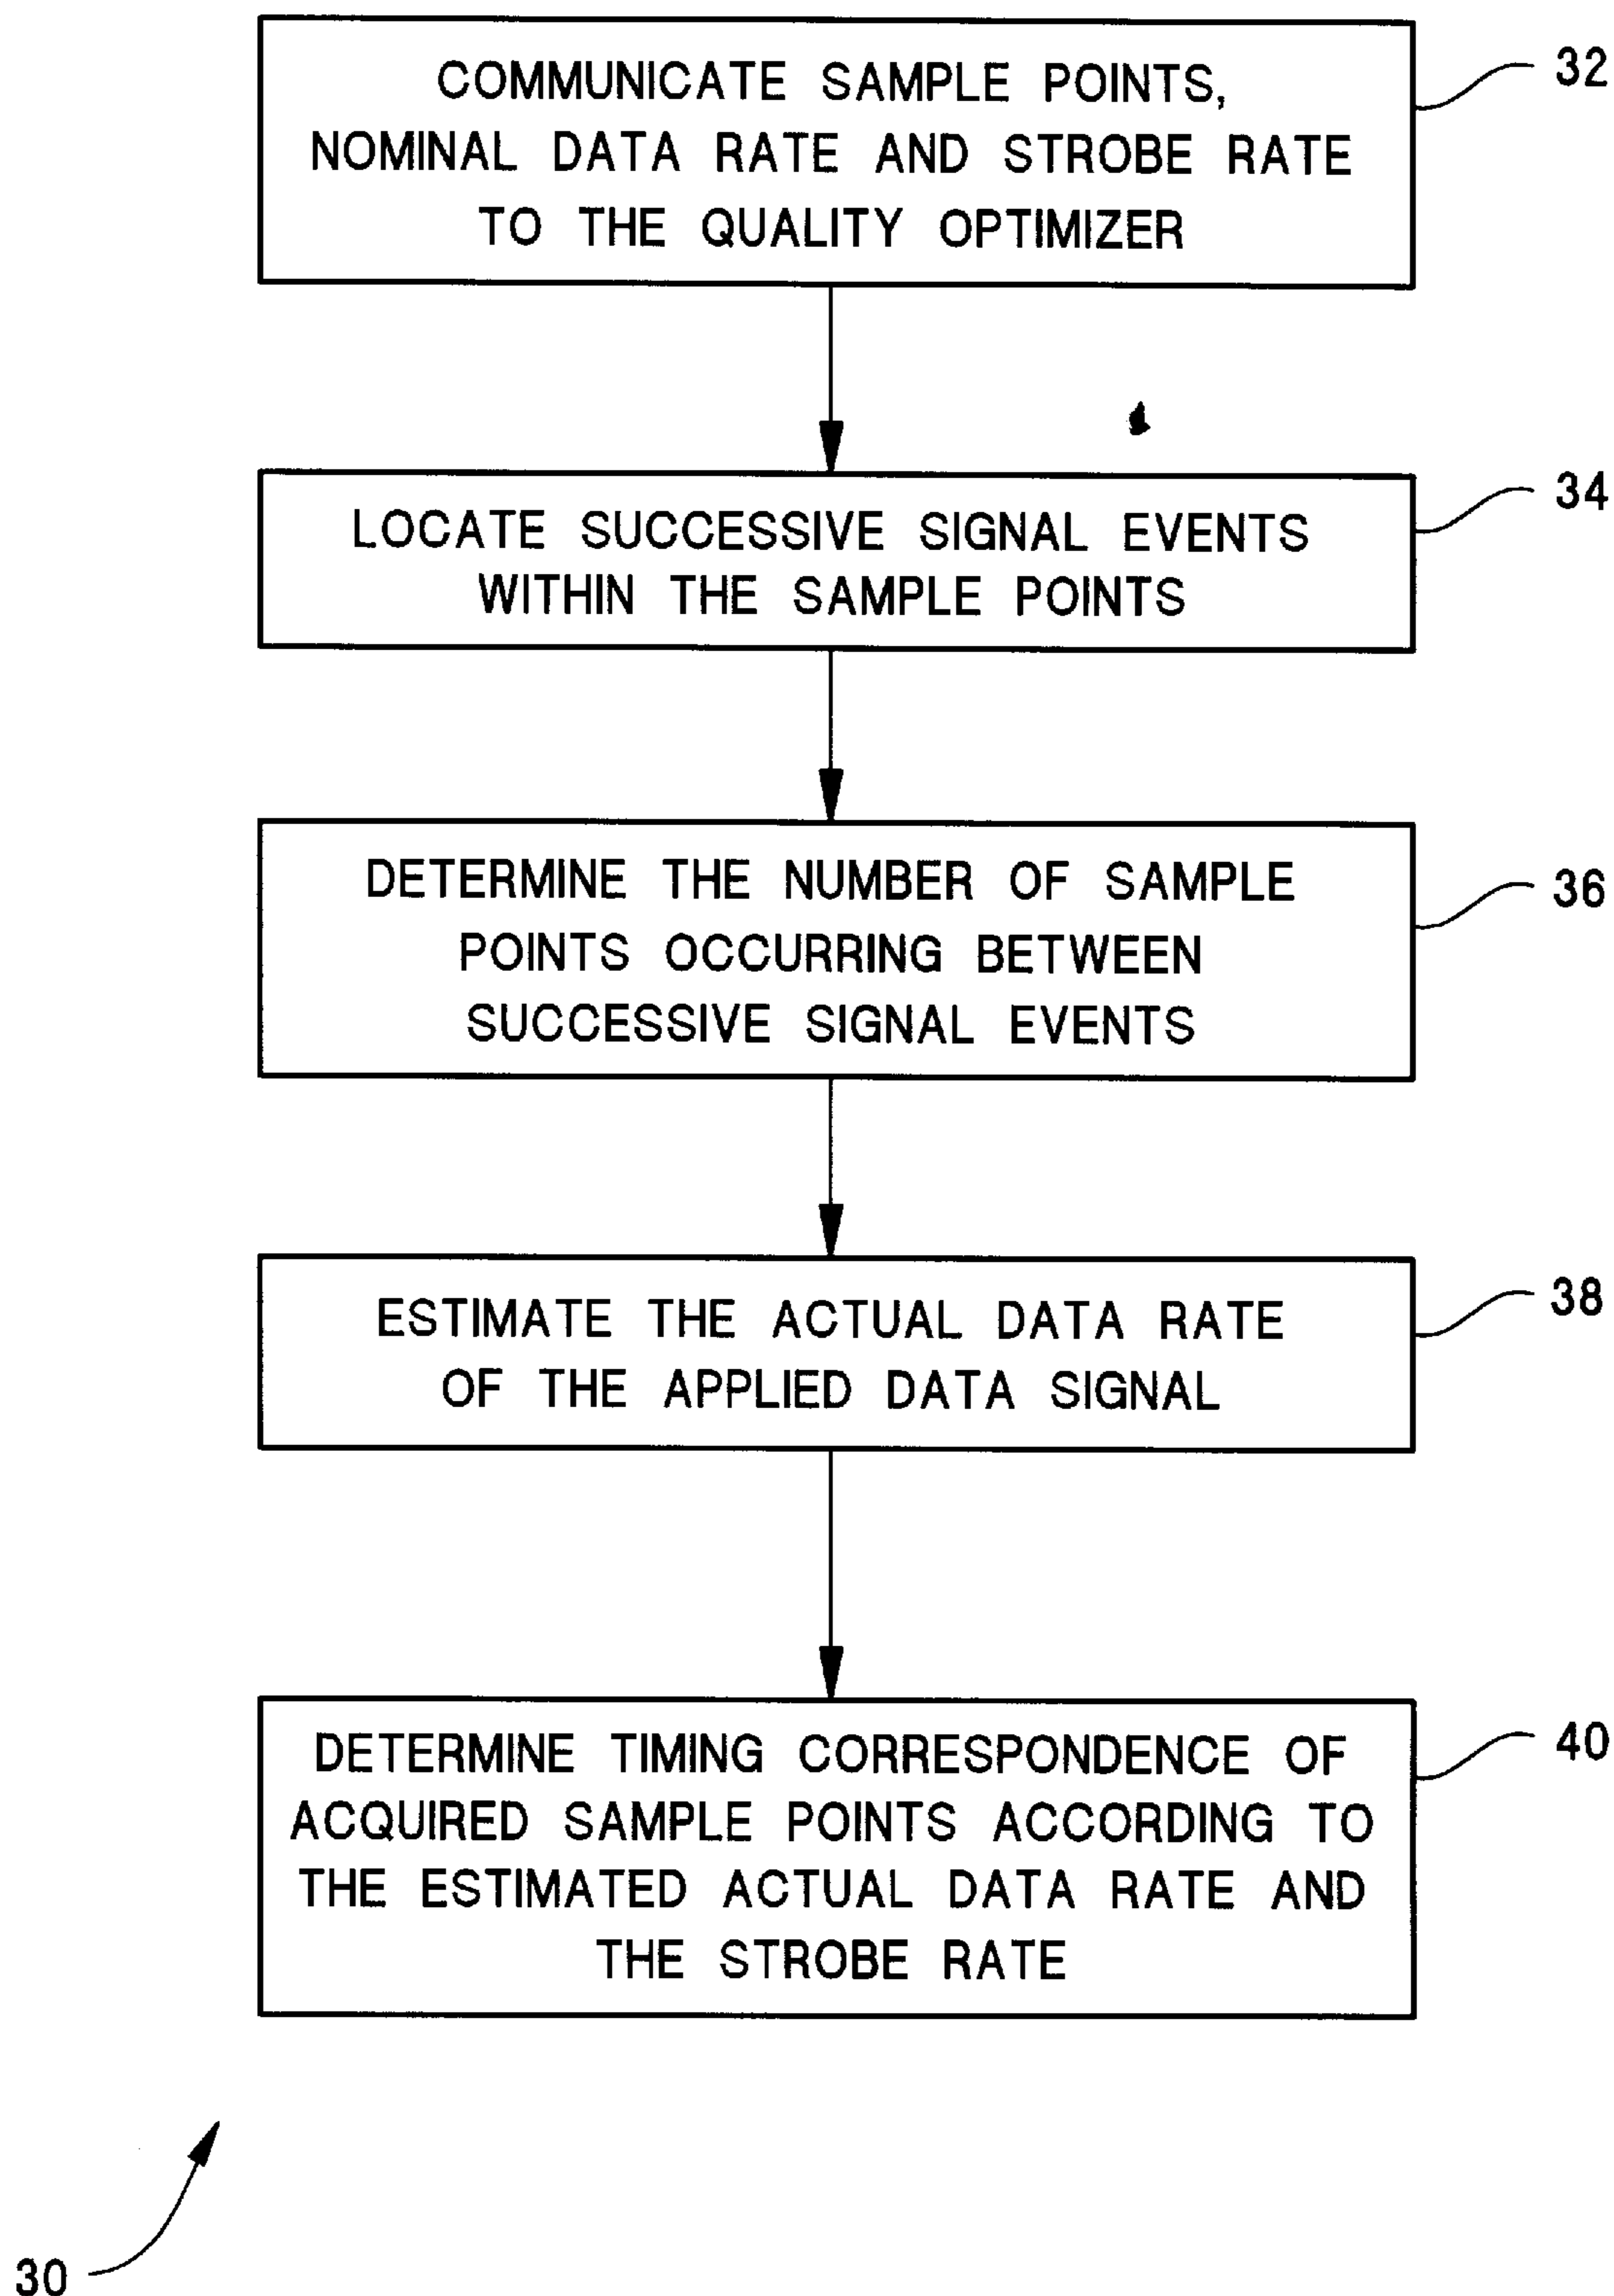 COMMUNICATE SAMPLE POINTS,
NOMINAL DATA RATE AND STROBE RATE
TO THE QUALITY OPTIMIZER
32
LOCATE SUCCESSIVE SIGNAL EVENTS
WITHIN THE SAMPLE POINTS
34
DETERMINE THE NUMBER OF SAMPLE
POINTS OCCURRING BETWEEN
SUCCESSIVE SIGNAL EVENTS
36
ESTIMATE THE ACTUAL DATA RATE
OF THE APPLIED DATA SIGNAL
38
DETERMINE TIMING CORRESPONDENCE OF
ACQUIRED SAMPLE POINTS ACCORDING TO
THE ESTIMATED ACTUAL DATA RATE AND
THE STROBE RATE
40
30